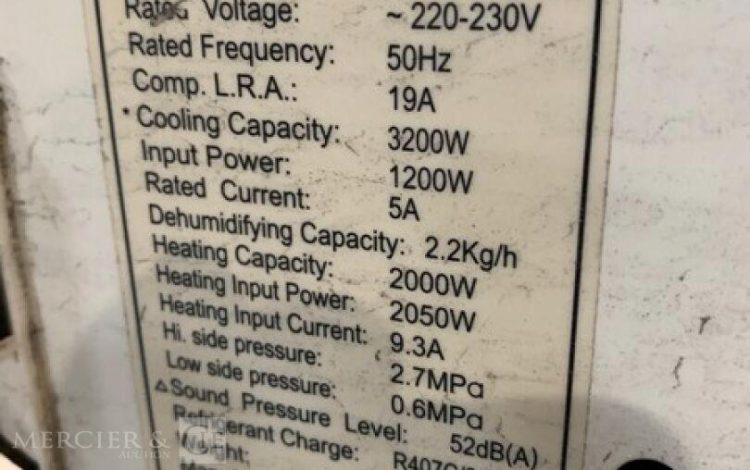 Rated Voltage: ~ 220-230V
Rated Frequency: 50Hz
Comp. L.R.A.: 19A
* Cooling Capacity: 3200W
Input Power: 1200W
Rated Current: 5A
Dehumidifying Capacity: 2.2Kg/h
Heating Capacity: 2000W
Heating Input Power: 2050W
Heating Input Current: 9.3A
Hi. side pressure: 2.7MPa
Low side pressure: 0.6MPa
△Sound Pressure Level: 52dB(A)
Refrigerant Charge: R407C/
MERCIER &
AUCTION